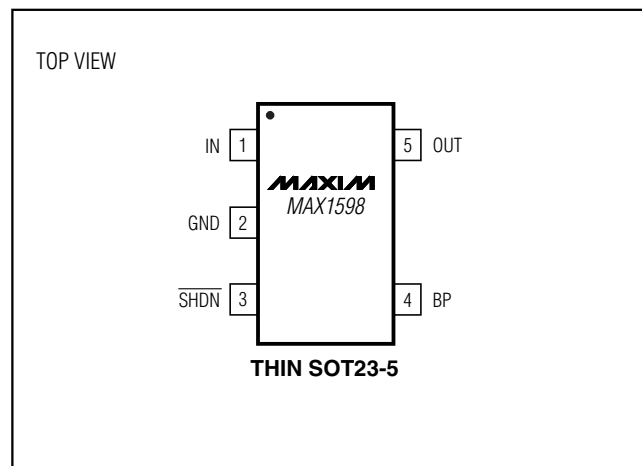 TOP VIEW
IN 1
5 OUT
MAXIM
MAX1598
GND 2
SHDN 3
4 BP
THIN SOT23-5